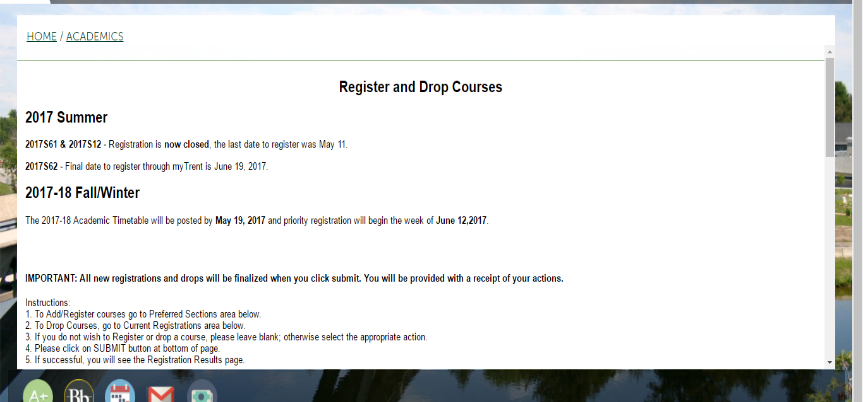 HOME / ACADEMICS
Register and Drop Courses
2017 Summer
2017S61 & 2017S12 - Registration is now closed, the last date to register was May 11.
2017S62 - Final date to register through myTrent is June 19, 2017.
2017-18 Fall/Winter
The 2017-18 Academic Timetable will be posted by May 19, 2017 and priority registration will begin the week of June 12,2017.
IMPORTANT: All new registrations and drops will be finalized when you click submit. You will be provided with a receipt of your actions.
Instructions:
1. To Add/Register courses go to Preferred Sections area below.
2. To Drop Courses, go to Current Registrations area below.
3. If you do not wish to Register or drop a course, please leave blank; otherwise select the appropriate action.
4. Please click on SUBMIT button at bottom of page.
5. If successful, you will see the Registration Results page.
A+ Bb